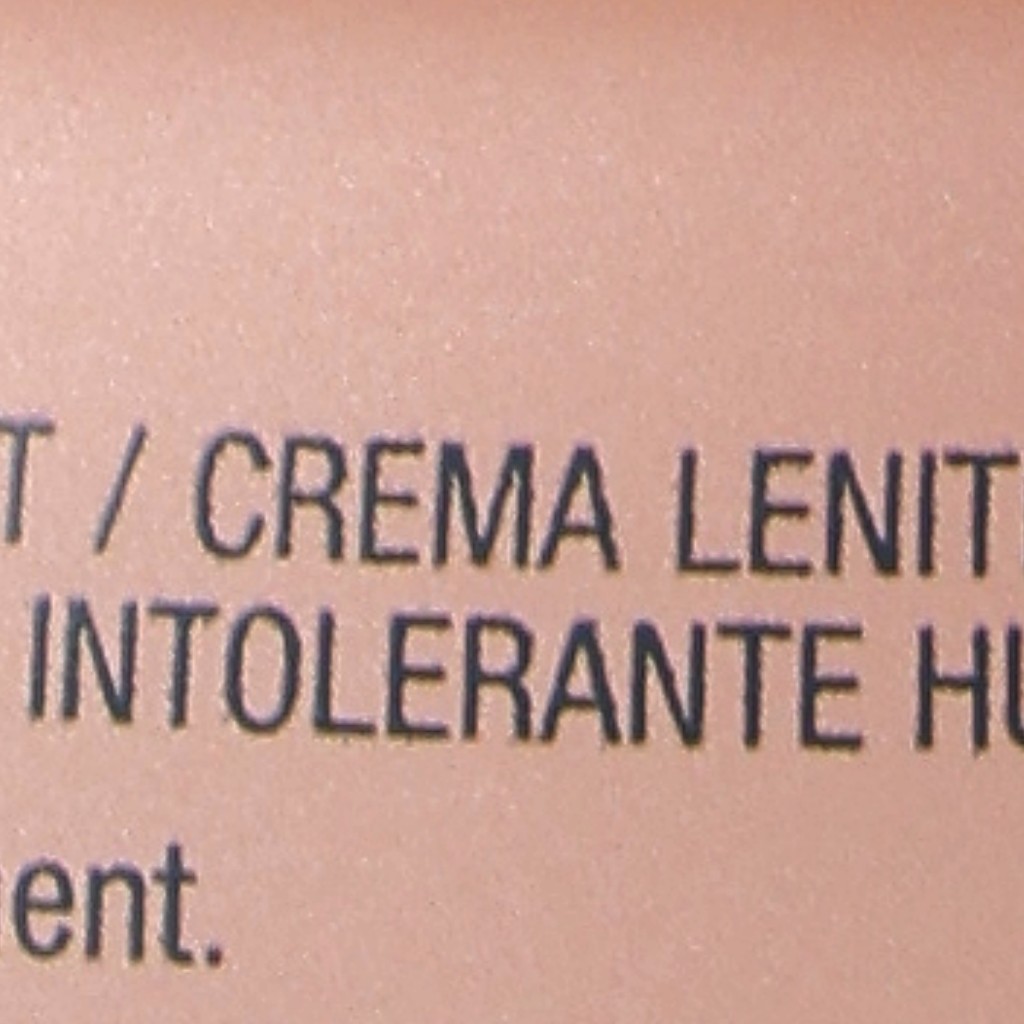 T / CREMA LENIT
INTOLERANTE HU
ent.